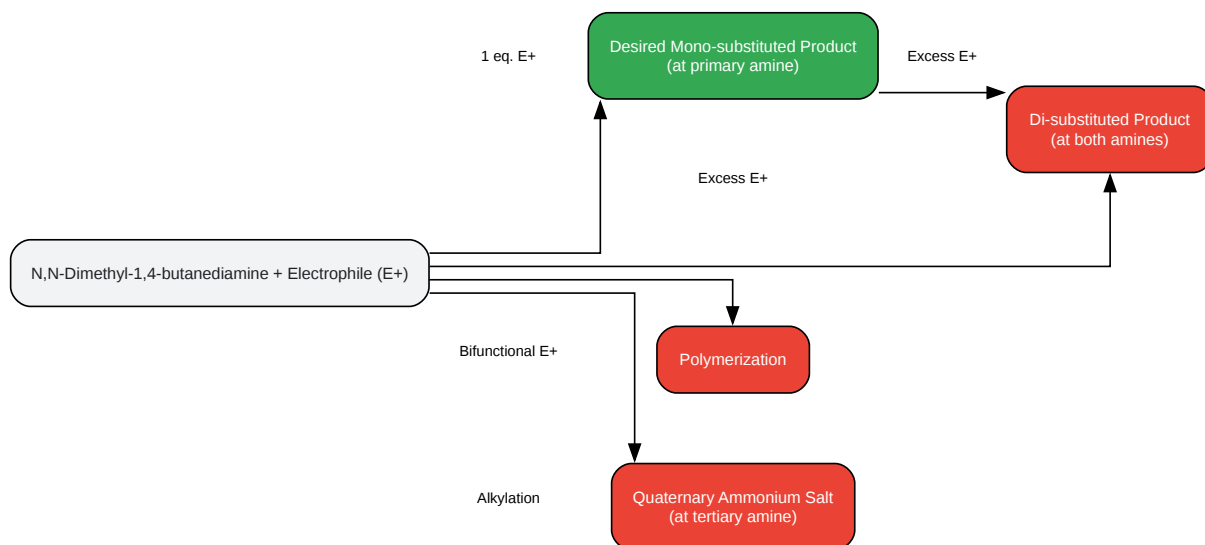 1 eq. E+
Desired Mono-substituted Product
(at primary amine)
Excess E+
Di-substituted Product
(at both amines)
Excess E+
N,N-Dimethyl-1,4-butanediamine + Electrophile (E+)
Bifunctional E+
Polymerization
Alkylation
Quaternary Ammonium Salt
(at tertiary amine)